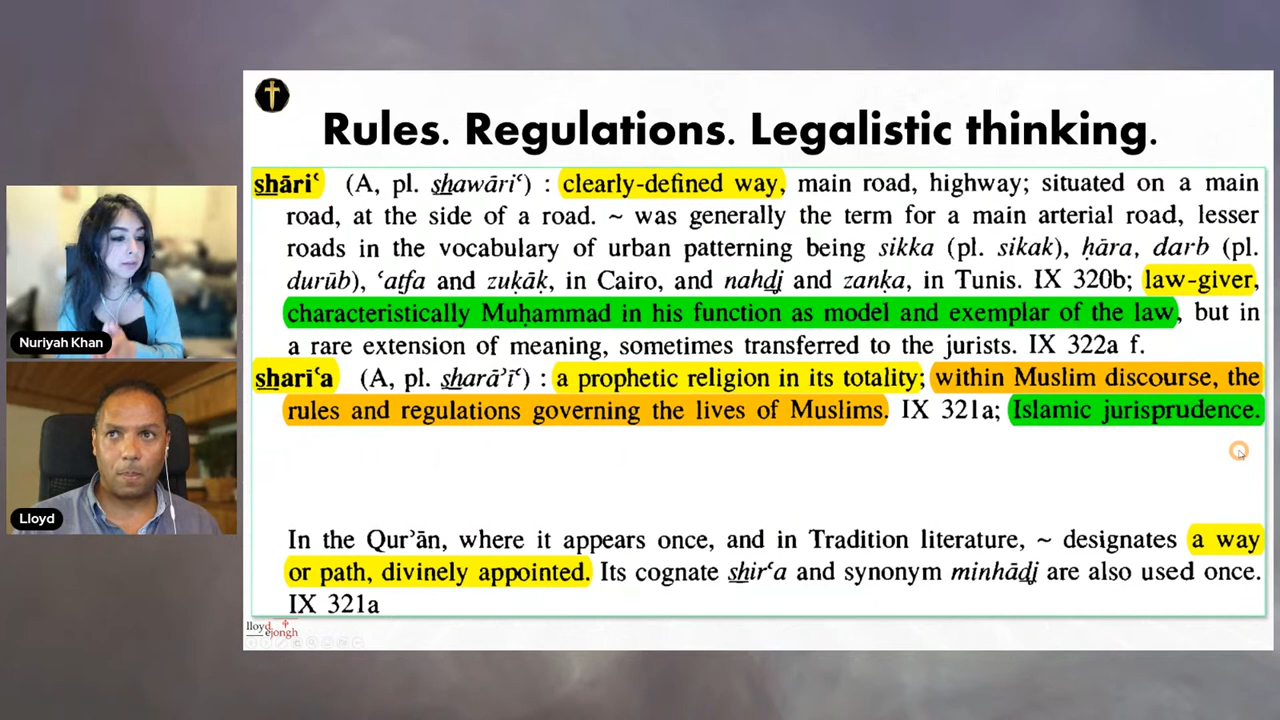 Rules. Regulations. Legalistic thinking.
shāriʿ (A, pl. shawāriʿ) : clearly-defined way, main road, highway; situated on a main
road, at the side of a road. ~ was generally the term for a main arterial road, lesser
roads in the vocabulary of urban patterning being sikka (pl. sikak), ḥāra, darb (pl.
durūb), ʿaṭfa and zuḳāḳ, in Cairo, and nahdj and zanḳa, in Tunis. IX 320b; law-giver,
characteristically Muḥammad in his function as model and exemplar of the law, but in
a rare extension of meaning, sometimes transferred to the jurists. IX 322a f.
sharīʿa (A, pl. sharāʾiʿ) : a prophetic religion in its totality; within Muslim discourse, the
rules and regulations governing the lives of Muslims. IX 321a; Islamic jurisprudence.
In the Qurʾān, where it appears once, and in Tradition literature, ~ designates a way
or path, divinely appointed. Its cognate shirʿa and synonym minhādj are also used once.
IX 321a
Nuriyah Khan
Lloyd
lloyd
ejongh